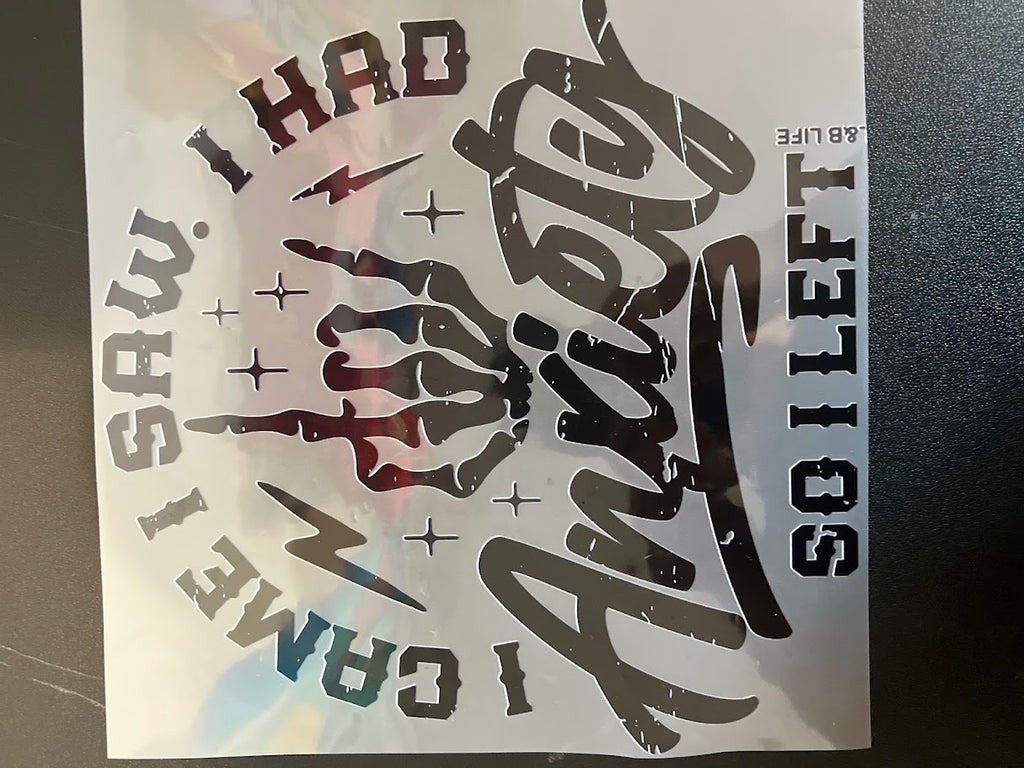 I CAME I SAW. I HAD
Anxiety
SO I LEFT
L&B LIFE